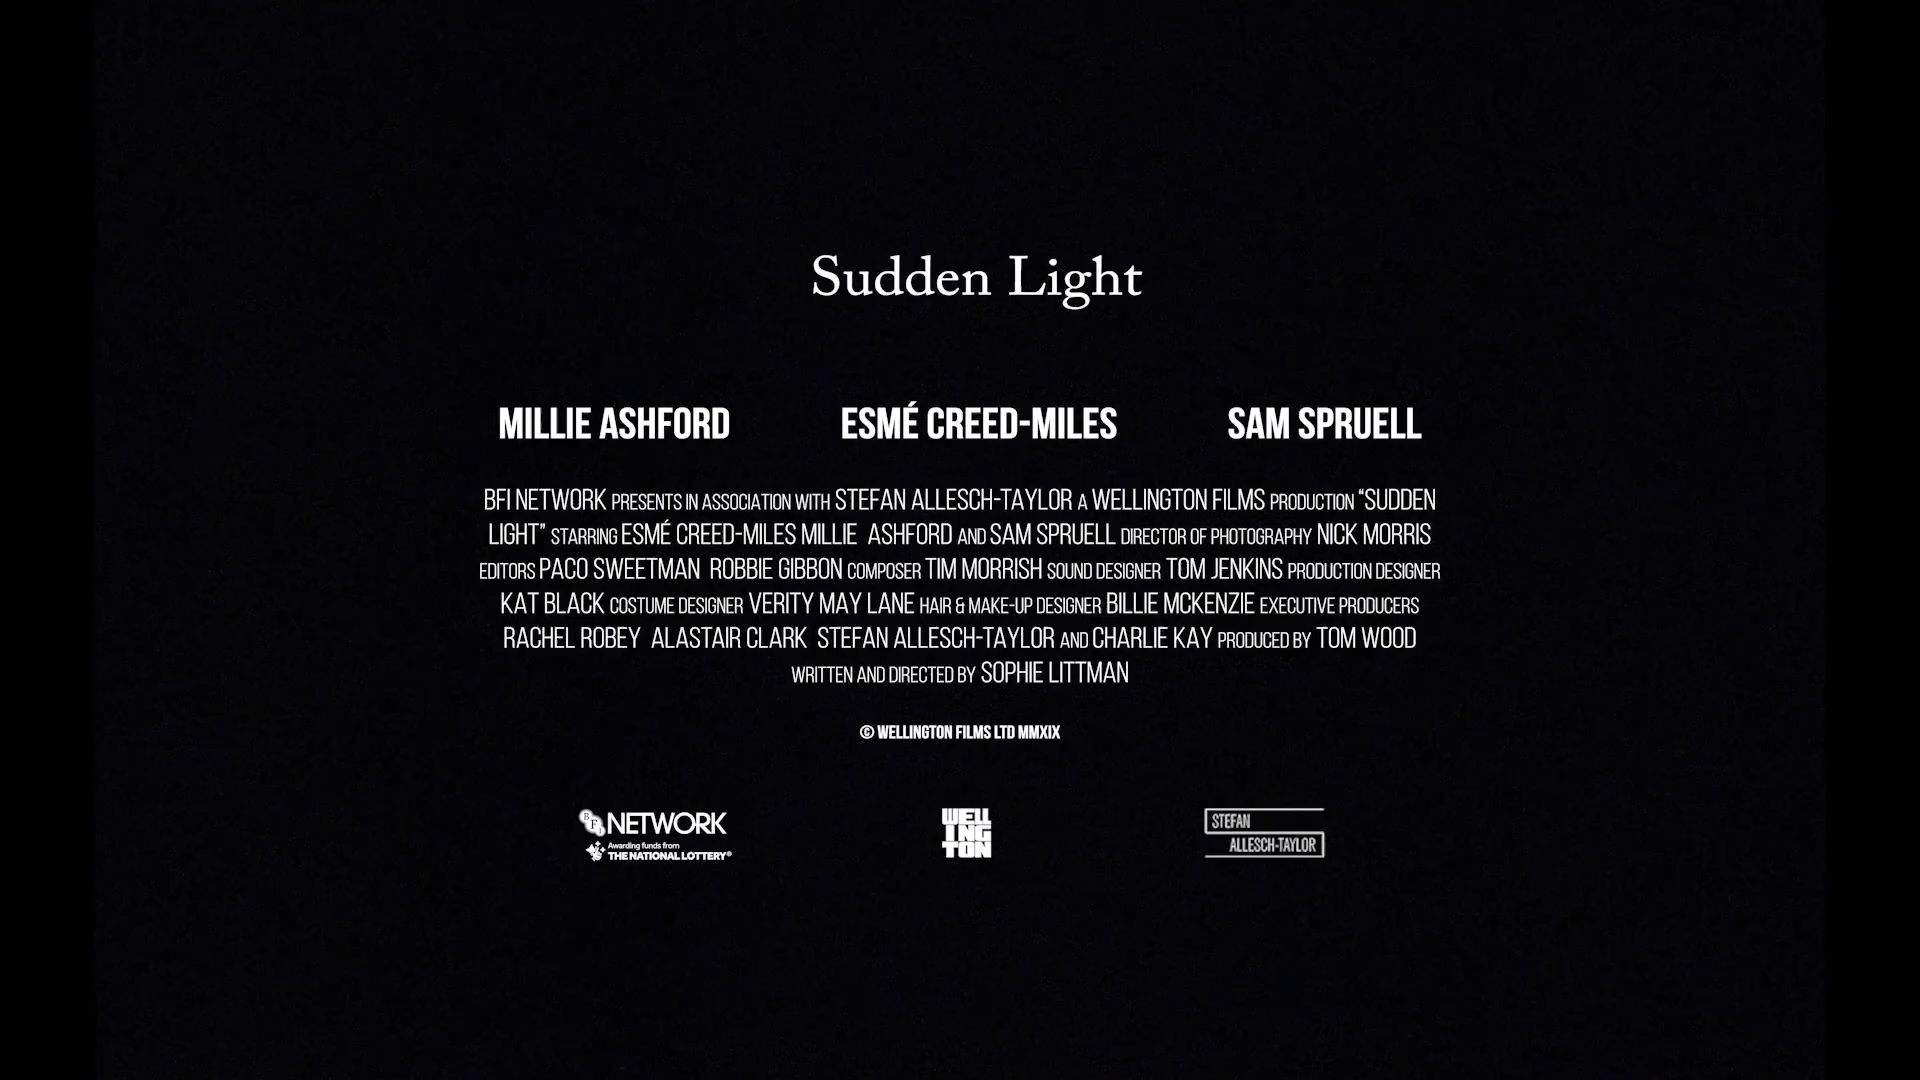 Sudden Light
MILLIE ASHFORD ESMÉ CREED-MILES SAM SPRUELL
BFI NETWORK PRESENTS IN ASSOCIATION WITH STEFAN ALLESCH-TAYLOR A WELLINGTON FILMS PRODUCTION “SUDDEN
LIGHT” STARRING ESMÉ CREED-MILES MILLIE ASHFORD AND SAM SPRUELL DIRECTOR OF PHOTOGRAPHY NICK MORRIS
EDITORS PACO SWEETMAN ROBBIE GIBBON COMPOSER TIM MORRISH SOUND DESIGNER TOM JENKINS PRODUCTION DESIGNER
KAT BLACK COSTUME DESIGNER VERITY MAY LANE HAIR & MAKE-UP DESIGNER BILLIE MCKENZIE EXECUTIVE PRODUCERS
RACHEL ROBEY ALASTAIR CLARK STEFAN ALLESCH-TAYLOR AND CHARLIE KAY PRODUCED BY TOM WOOD
WRITTEN AND DIRECTED BY SOPHIE LITTMAN
© WELLINGTON FILMS LTD MMXIX
BFI NETWORK
Awarding funds from
THE NATIONAL LOTTERY®
WELL
ING
TON
STEFAN
ALLESCH-TAYLOR